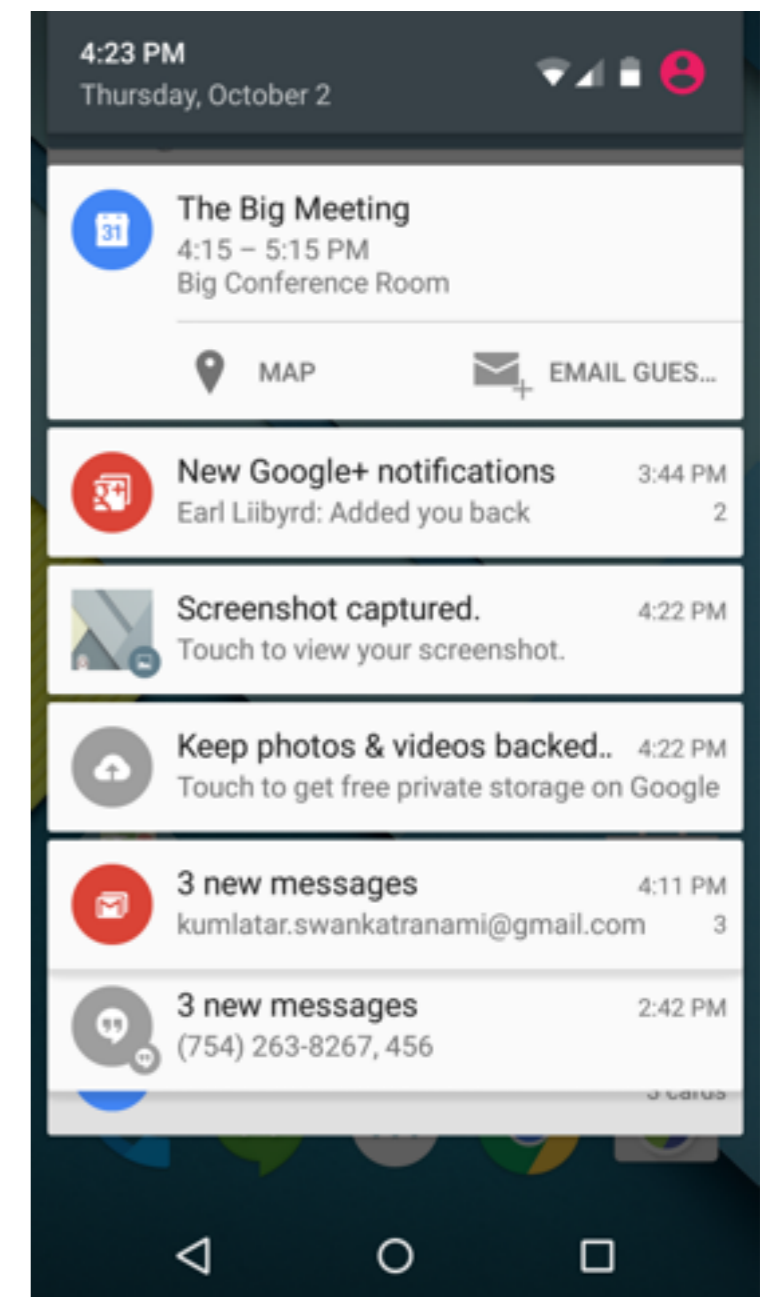 4:23 PM
Thursday, October 2
31
The Big Meeting
4:15 – 5:15 PM
Big Conference Room
MAP EMAIL GUES...
New Google+ notifications 3:44 PM
Earl Liibyrd: Added you back 2
Screenshot captured. 4:22 PM
Touch to view your screenshot.
Keep photos & videos backed.. 4:22 PM
Touch to get free private storage on Google
3 new messages 4:11 PM
kumlatar.swankatranami@gmail.com 3
3 new messages 2:42 PM
(754) 263-8267, 456
3 cards